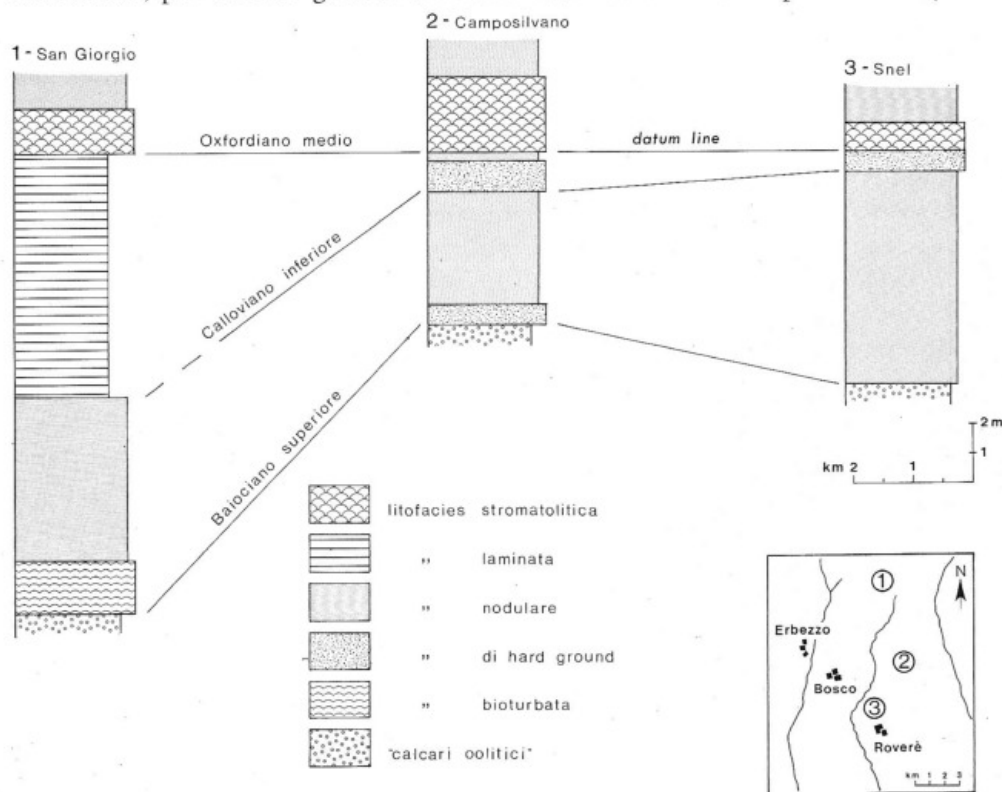 2 - Camposilvano
1 - San Giorgio
3 - Snel
Oxfordiano medio
datum line
Calloviano inferiore
Baiociano superiore
2 m
1
km 2 1
litofacies stromatolitica
„ laminata
„ nodulare
„ di hard ground
„ bioturbata
"calcari oolitici"
N
1
Erbezzo
2
Bosco
3
Roverè
km 1 2 3